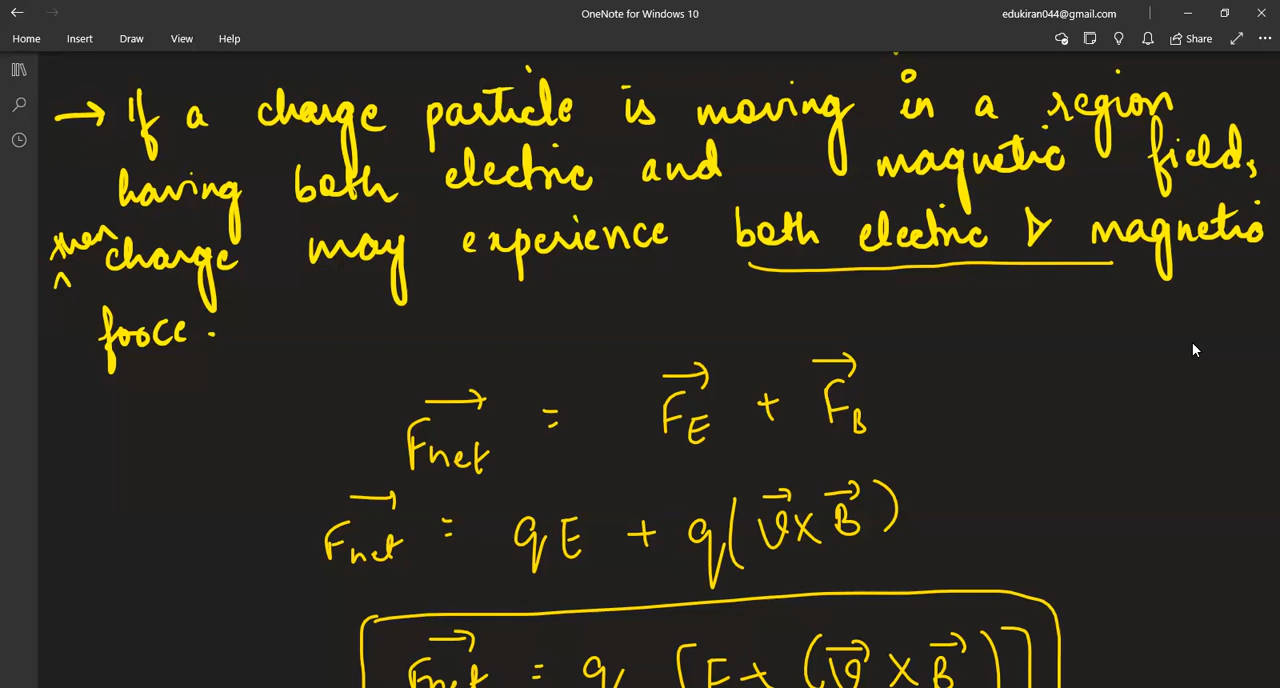 OneNote for Windows 10
edukiran044@gmail.com
Home Insert Draw View Help
Share
→ If a charge particle is moving in a region
having both electric and magnetic field,
then
charge may experience both electric & magnetic
force.
F⃗net = F⃗E + F⃗B
F⃗net = qE + q(v⃗ × B⃗)
F⃗net = q [E + (v⃗ × B⃗)]